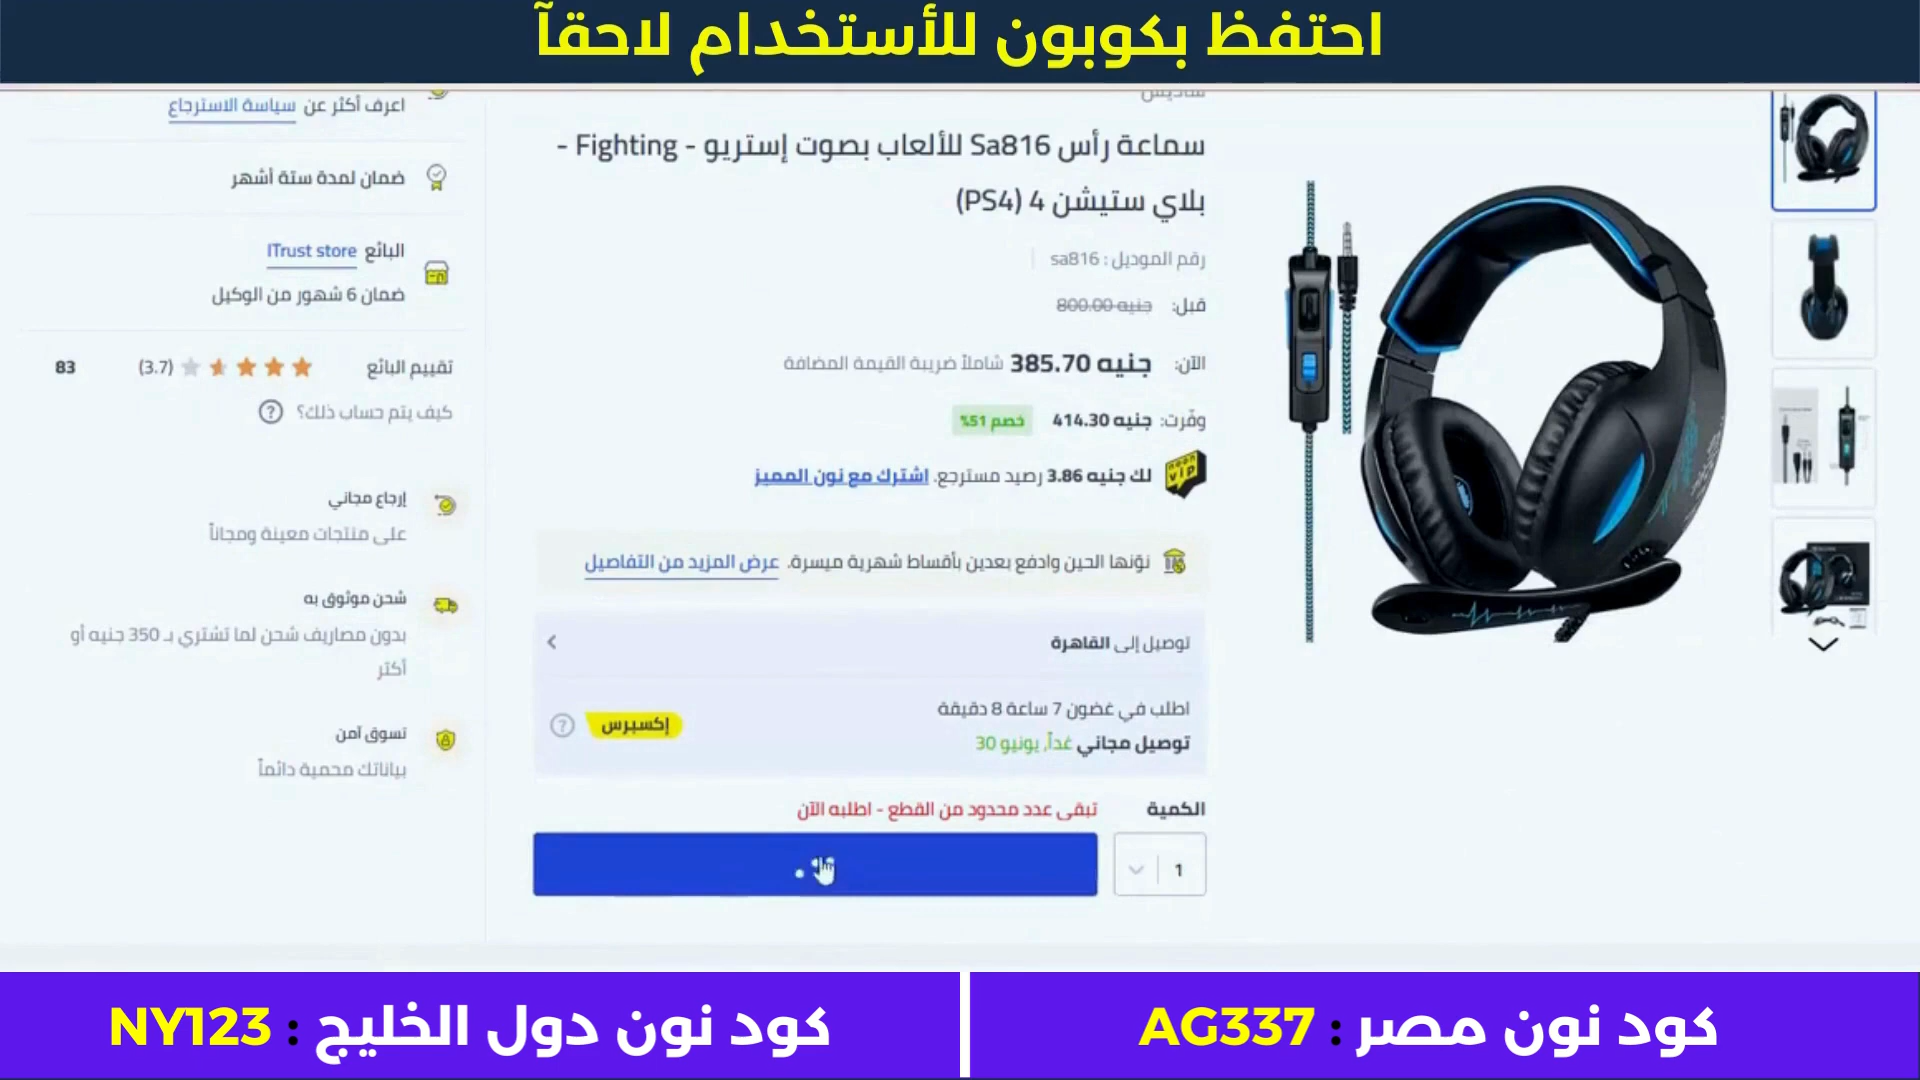 احتفظ بكوبون للأستخدام لاحقآ
ساديس
سماعة رأس Sa816 للألعاب بصوت إستريو - Fighting -
بلاي ستيشن 4 (PS4)
رقم الموديل : sa816
قبل: جنيه 800.00
الآن: جنيه 385.70 شاملاً ضريبة القيمة المضافة
وفّرت: جنيه 414.30 خصم 51%
noon vip لك جنيه 3.86 رصيد مسترجع. اشترك مع نون المميز
نوّنها الحين وادفع بعدين بأقساط شهرية ميسرة. عرض المزيد من التفاصيل
توصيل إلى القاهرة
اطلب في غضون 7 ساعة 8 دقيقة
توصيل مجاني غداً, يونيو 30
إكسبرس
الكمية تبقى عدد محدود من القطع - اطلبه الآن
1
اعرف أكثر عن سياسة الاسترجاع
ضمان لمدة ستة أشهر
البائع ITrust store
ضمان 6 شهور من الوكيل
تقييم البائع (3.7) 83
كيف يتم حساب ذلك؟
إرجاع مجاني
على منتجات معينة ومجاناً
شحن موثوق به
بدون مصاريف شحن لما تشتري بـ 350 جنيه أو
أكثر
تسوق آمن
بياناتك محمية دائماً
كود نون مصر : AG337
كود نون دول الخليج : NY123